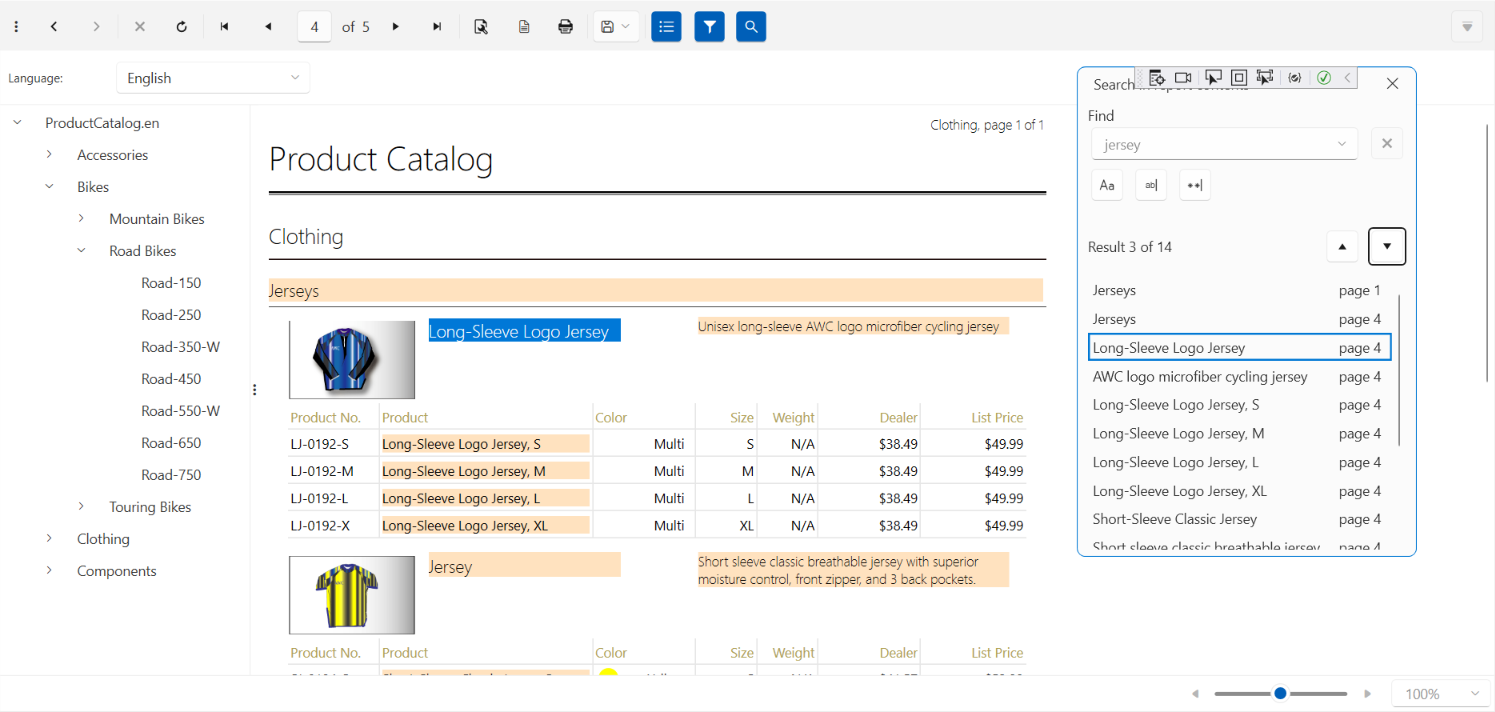 4 of 5
Language:
English
ProductCatalog.en
Accessories
Bikes
Mountain Bikes
Road Bikes
Road-150
Road-250
Road-350-W
Road-450
Road-550-W
Road-650
Road-750
Touring Bikes
Clothing
Components
Clothing, page 1 of 1
Product Catalog
Clothing
Jerseys
Long-Sleeve Logo Jersey
Unisex long-sleeve AWC logo microfiber cycling jersey
Product No. Product Color Size Weight Dealer List Price
LJ-0192-S Long-Sleeve Logo Jersey, S Multi S N/A $38.49 $49.99
LJ-0192-M Long-Sleeve Logo Jersey, M Multi M N/A $38.49 $49.99
LJ-0192-L Long-Sleeve Logo Jersey, L Multi L N/A $38.49 $49.99
LJ-0192-X Long-Sleeve Logo Jersey, XL Multi XL N/A $38.49 $49.99
Jersey
Short sleeve classic breathable jersey with superior
moisture control, front zipper, and 3 back pockets.
Product No. Product Color Size Weight Dealer List Price
Search
Find
jersey
Aa ab|
Result 3 of 14
Jerseys page 1
Jerseys page 4
Long-Sleeve Logo Jersey page 4
AWC logo microfiber cycling jersey page 4
Long-Sleeve Logo Jersey, S page 4
Long-Sleeve Logo Jersey, M page 4
Long-Sleeve Logo Jersey, L page 4
Long-Sleeve Logo Jersey, XL page 4
Short-Sleeve Classic Jersey page 4
Short sleeve classic breathable jersey page 4
100%